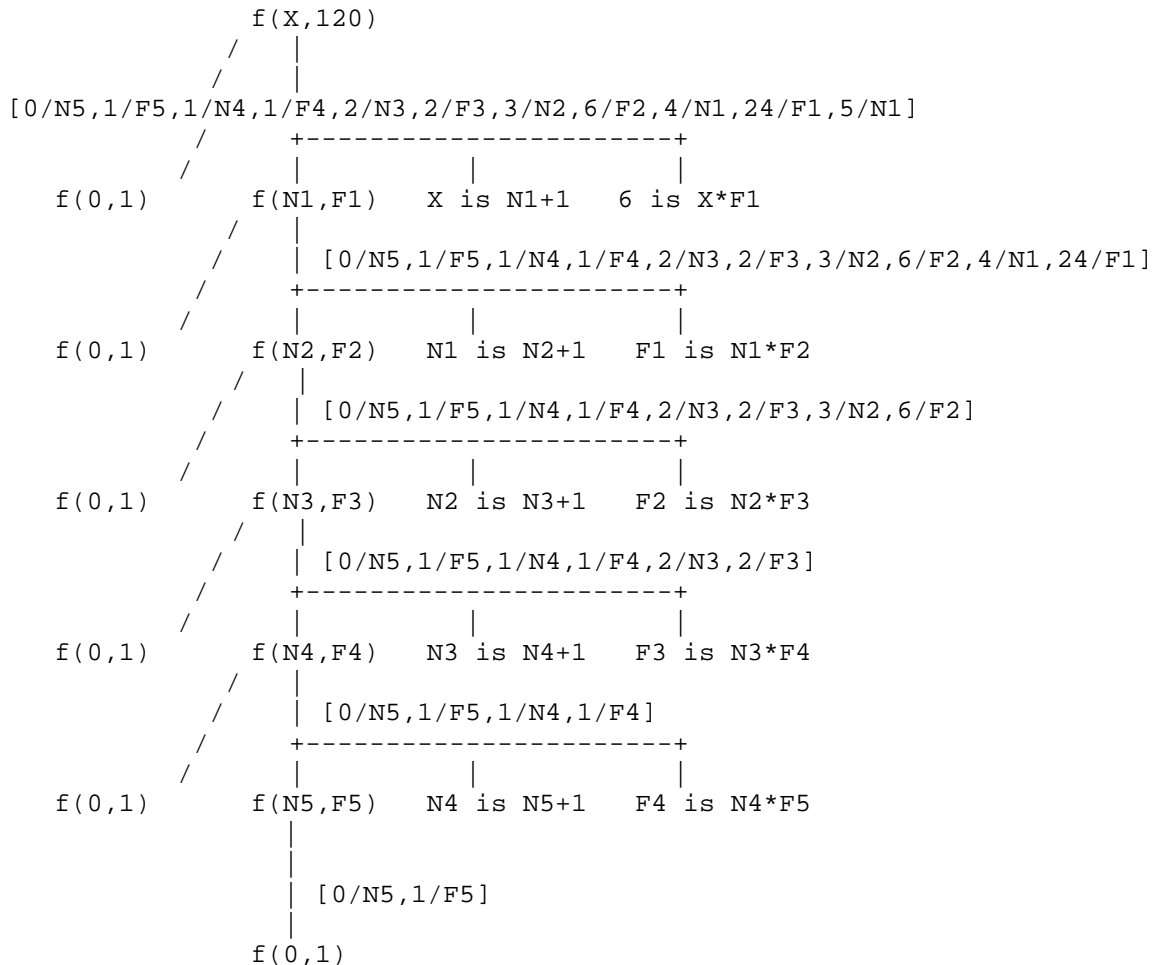 f(X,120)
[0/N5,1/F5,1/N4,1/F4,2/N3,2/F3,3/N2,6/F2,4/N1,24/F1,5/N1]
f(0,1) f(N1,F1) X is N1+1 6 is X*F1
[0/N5,1/F5,1/N4,1/F4,2/N3,2/F3,3/N2,6/F2,4/N1,24/F1]
f(0,1) f(N2,F2) N1 is N2+1 F1 is N1*F2
[0/N5,1/F5,1/N4,1/F4,2/N3,2/F3,3/N2,6/F2]
f(0,1) f(N3,F3) N2 is N3+1 F2 is N2*F3
[0/N5,1/F5,1/N4,1/F4,2/N3,2/F3]
f(0,1) f(N4,F4) N3 is N4+1 F3 is N3*F4
[0/N5,1/F5,1/N4,1/F4]
f(0,1) f(N5,F5) N4 is N5+1 F4 is N4*F5
[0/N5,1/F5]
f(0,1)